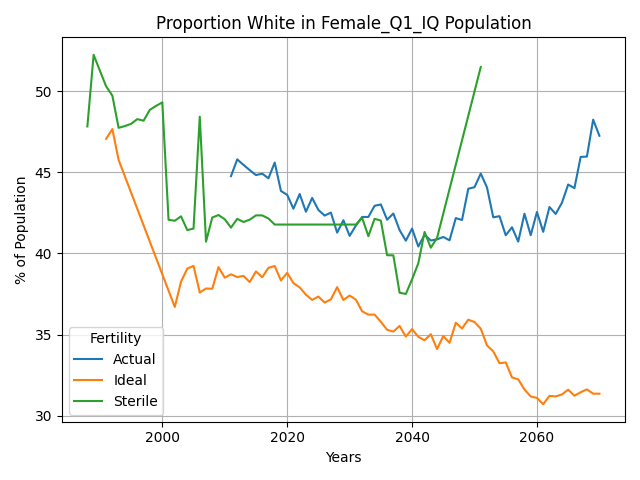 Proportion White in Female_Q1_IQ Population
% of Population
50
45
40
35
30
Fertility
Actual
Ideal
Sterile
2000
2020
2040
2060
Years